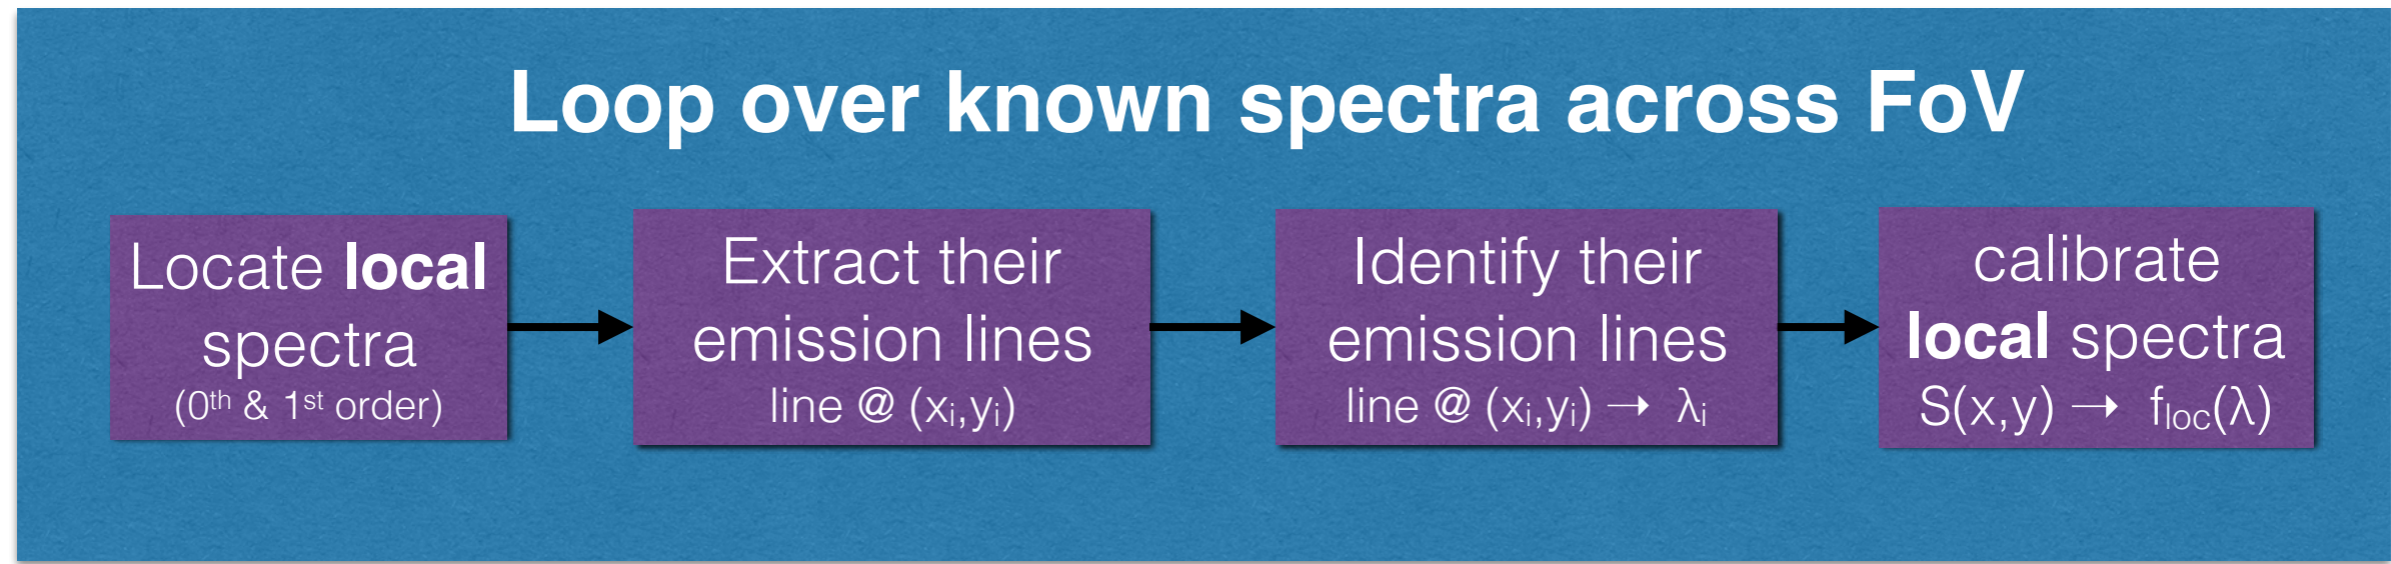 Loop over known spectra across FoV
Locate local
spectra
(0th & 1st order)
Extract their
emission lines
line @ (xi,yi)
Identify their
emission lines
line @ (xi,yi) → λi
calibrate
local spectra
S(x,y) → floc(λ)